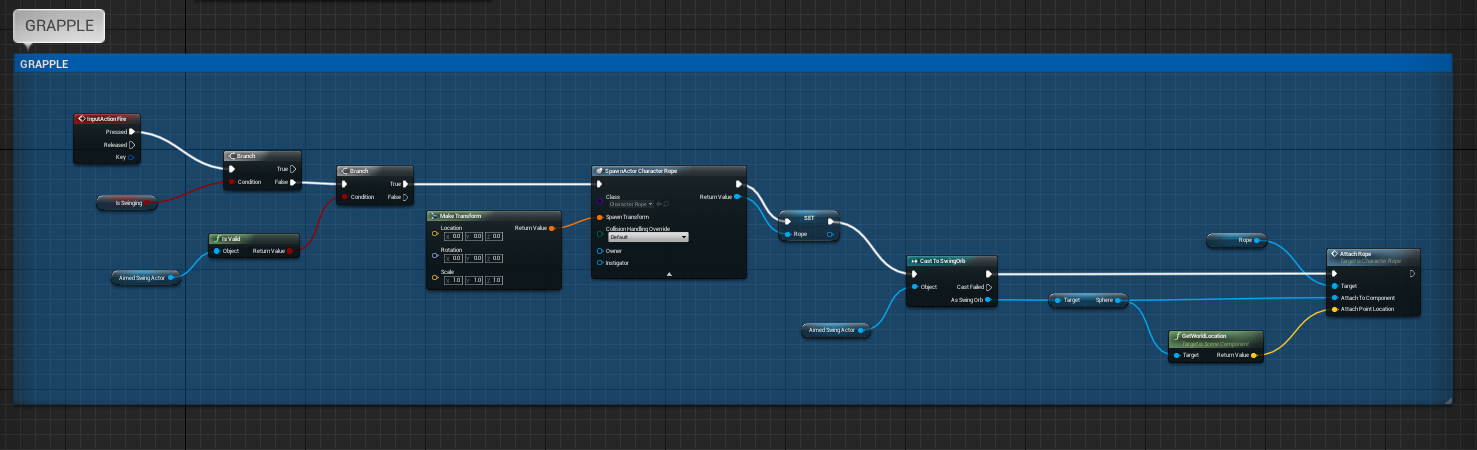 GRAPPLE
GRAPPLE
InputActionFire
Pressed
Released
Key
Is Swinging
Branch
True
Condition False
Is Valid
Object Return Value
Aimed Swing Actor
Branch
True
Condition False
Make Transform
Location
X 0.0 Y 0.0 Z 0.0
Return Value
Rotation
X 0.0 Y 0.0 Z 0.0
Scale
X 1.0 Y 1.0 Z 1.0
SpawnActor Character Rope
Class
Character Rope
Return Value
Spawn Transform
Collision Handling Override
Default
Owner
Instigator
SET
Rope
Aimed Swing Actor
Cast To SwingOrb
Object Cast Failed
As Swing Orb
Target Sphere
Rope
GetWorldLocation
Target is Scene Component
Target Return Value
Attach Rope
Target is Character Rope
Target
Attach To Component
Attach Point Location